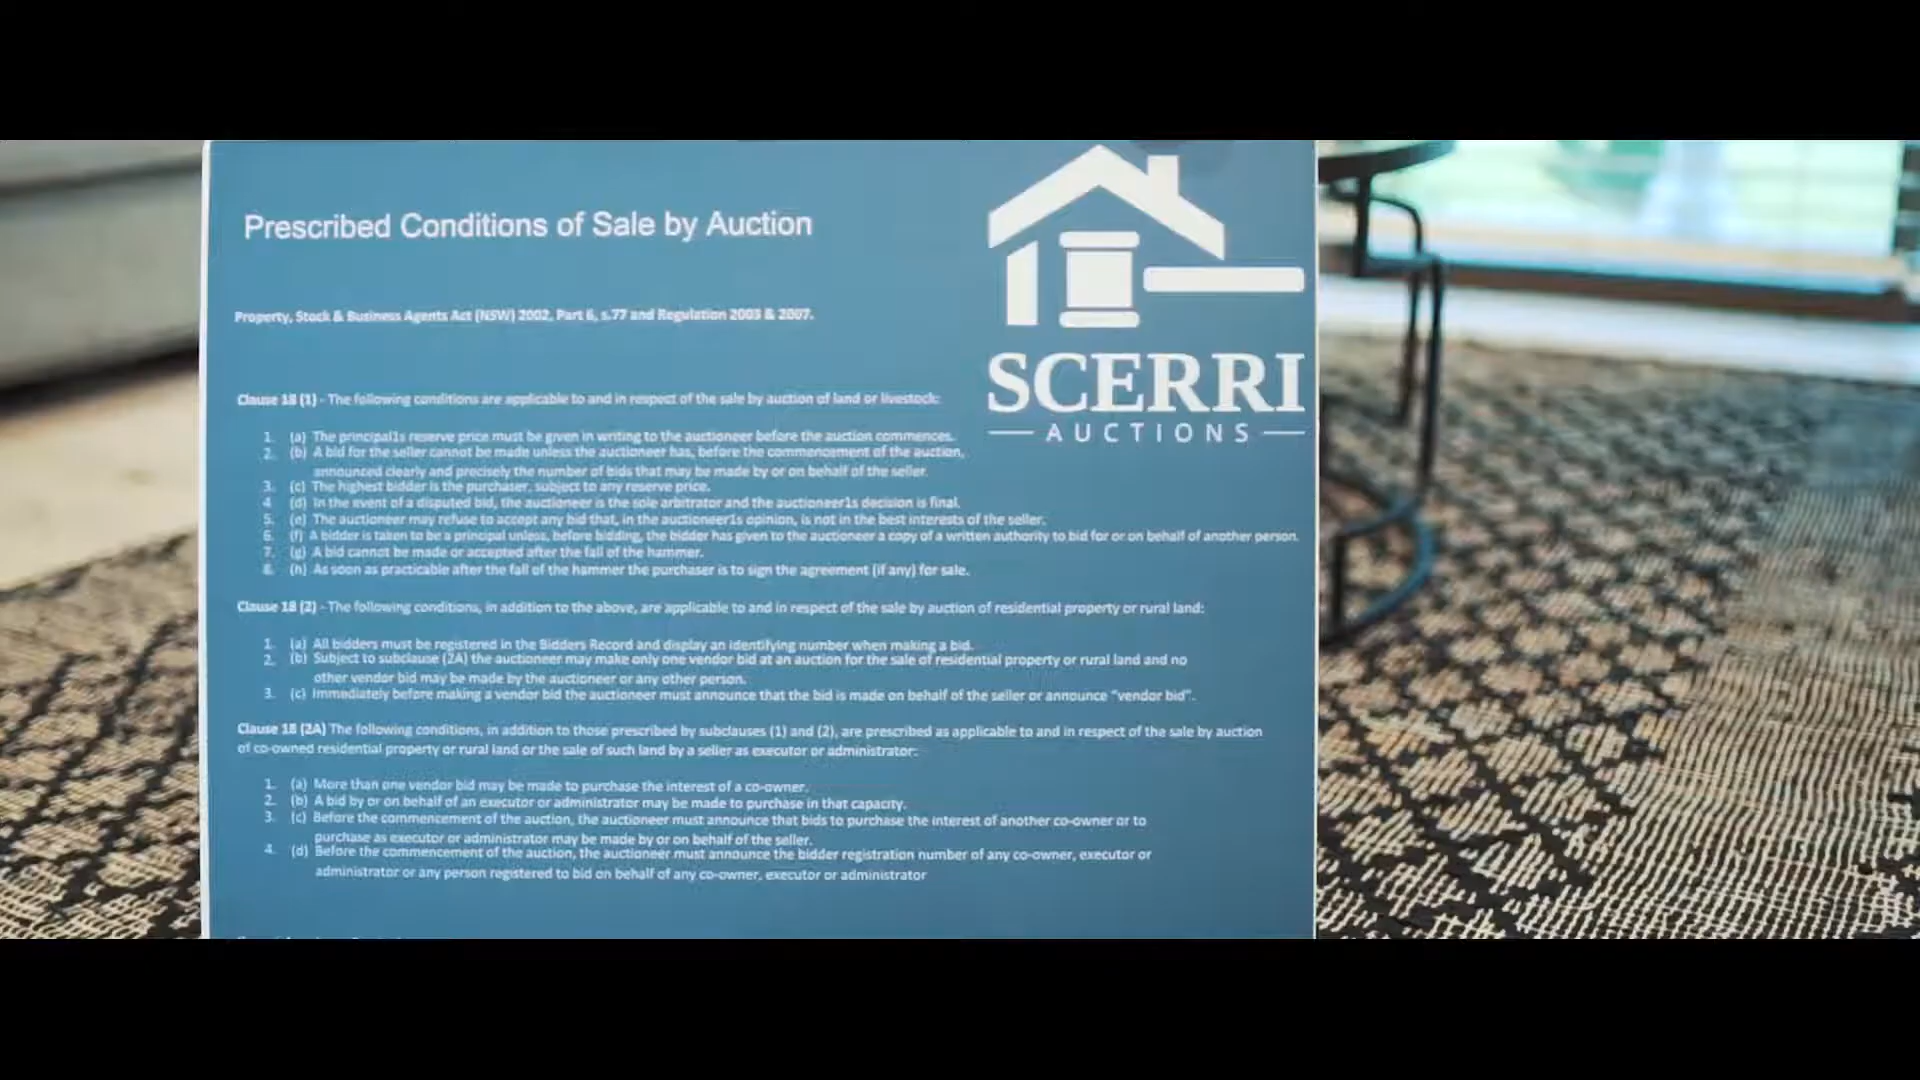 Prescribed Conditions of Sale by Auction
SCERRI
AUCTIONS
Property, Stock & Business Agents Act (NSW) 2002, Part 6, s.77 and Regulation 2003 & 2007.
Clause 18 (1) - The following conditions are applicable to and in respect of the sale by auction of land or livestock:
1. (a) The principal1s reserve price must be given in writing to the auctioneer before the auction commences.
2. (b) A bid for the seller cannot be made unless the auctioneer has, before the commencement of the auction,
announced clearly and precisely the number of bids that may be made by or on behalf of the seller.
3. (c) The highest bidder is the purchaser, subject to any reserve price.
4. (d) In the event of a disputed bid, the auctioneer is the sole arbitrator and the auctioneer1s decision is final.
5. (e) The auctioneer may refuse to accept any bid that, in the auctioneer1s opinion, is not in the best interests of the seller.
6. (f) A bidder is taken to be a principal unless, before bidding, the bidder has given to the auctioneer a copy of a written authority to bid for or on behalf of another person.
7. (g) A bid cannot be made or accepted after the fall of the hammer.
8. (h) As soon as practicable after the fall of the hammer the purchaser is to sign the agreement (if any) for sale.
Clause 18 (2) - The following conditions, in addition to the above, are applicable to and in respect of the sale by auction of residential property or rural land:
1. (a) All bidders must be registered in the Bidders Record and display an identifying number when making a bid.
2. (b) Subject to subclause (2A) the auctioneer may make only one vendor bid at an auction for the sale of residential property or rural land and no
other vendor bid may be made by the auctioneer or any other person.
3. (c) Immediately before making a vendor bid the auctioneer must announce that the bid is made on behalf of the seller or announce "vendor bid".
Clause 18 (2A) The following conditions, in addition to those prescribed by subclauses (1) and (2), are prescribed as applicable to and in respect of the sale by auction
of co-owned residential property or rural land or the sale of such land by a seller as executor or administrator:
1. (a) More than one vendor bid may be made to purchase the interest of a co-owner.
2. (b) A bid by or on behalf of an executor or administrator may be made to purchase in that capacity.
3. (c) Before the commencement of the auction, the auctioneer must announce that bids to purchase the interest of another co-owner or to
purchase as executor or administrator may be made by or on behalf of the seller.
4. (d) Before the commencement of the auction, the auctioneer must announce the bidder registration number of any co-owner, executor or
administrator or any person registered to bid on behalf of any co-owner, executor or administrator